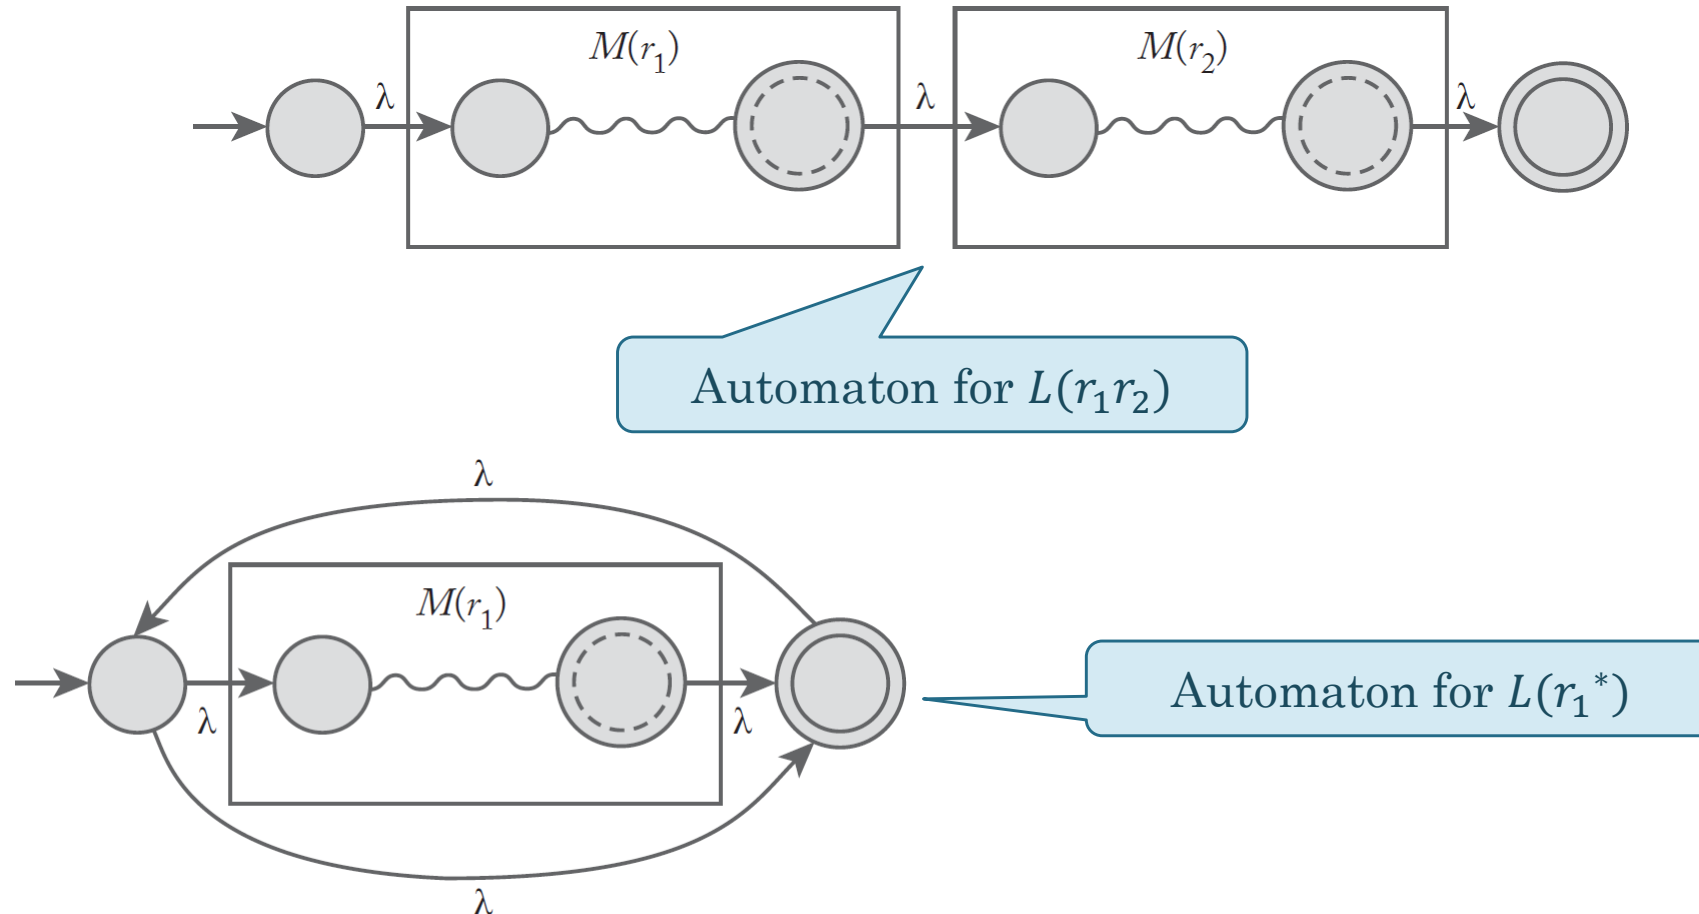 M(r₁) M(r₂)
λ λ λ
Automaton for L(r₁r₂)
λ
M(r₁)
λ λ
Automaton for L(r₁*)
λ